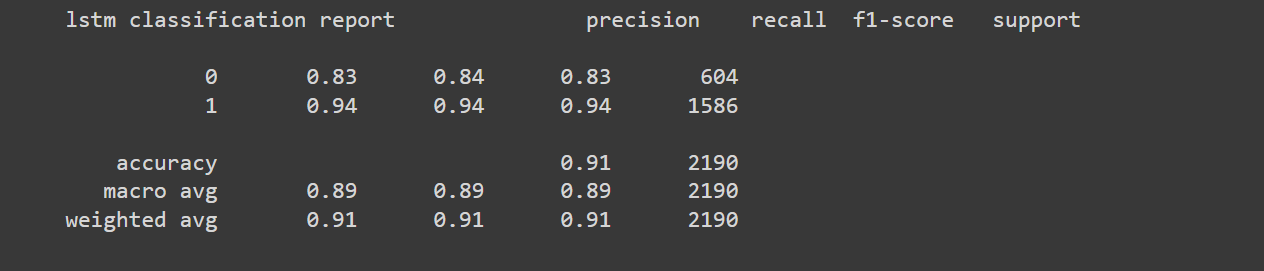 lstm classification report precision recall f1-score support
0 0.83 0.84 0.83 604
1 0.94 0.94 0.94 1586
accuracy 0.91 2190
macro avg 0.89 0.89 0.89 2190
weighted avg 0.91 0.91 0.91 2190